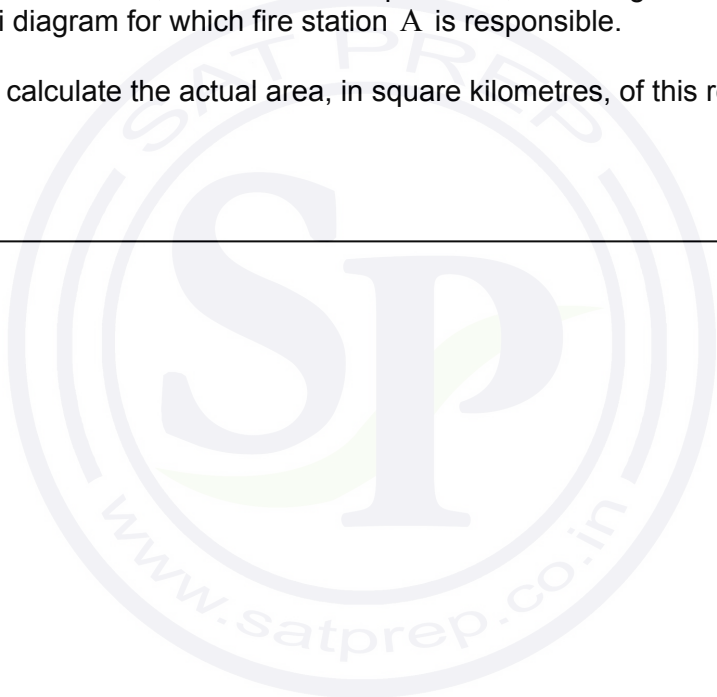 i diagram for which fire station A is responsible.
calculate the actual area, in square kilometres, of this r
SAT PREP
SP
www.satprep.co.in